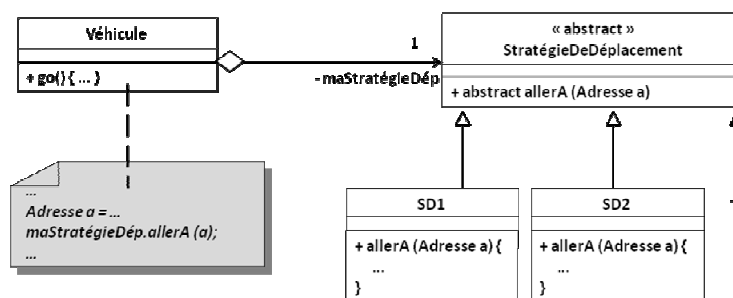 Véhicule
+ go() { ... }
1
- maStratégieDép
« abstract »
StratégieDeDéplacement
+ abstract allerA (Adresse a)
...
Adresse a = ...
maStratégieDép.allerA (a);
...
SD1
+ allerA (Adresse a) {
...
}
SD2
+ allerA (Adresse a) {
...
}